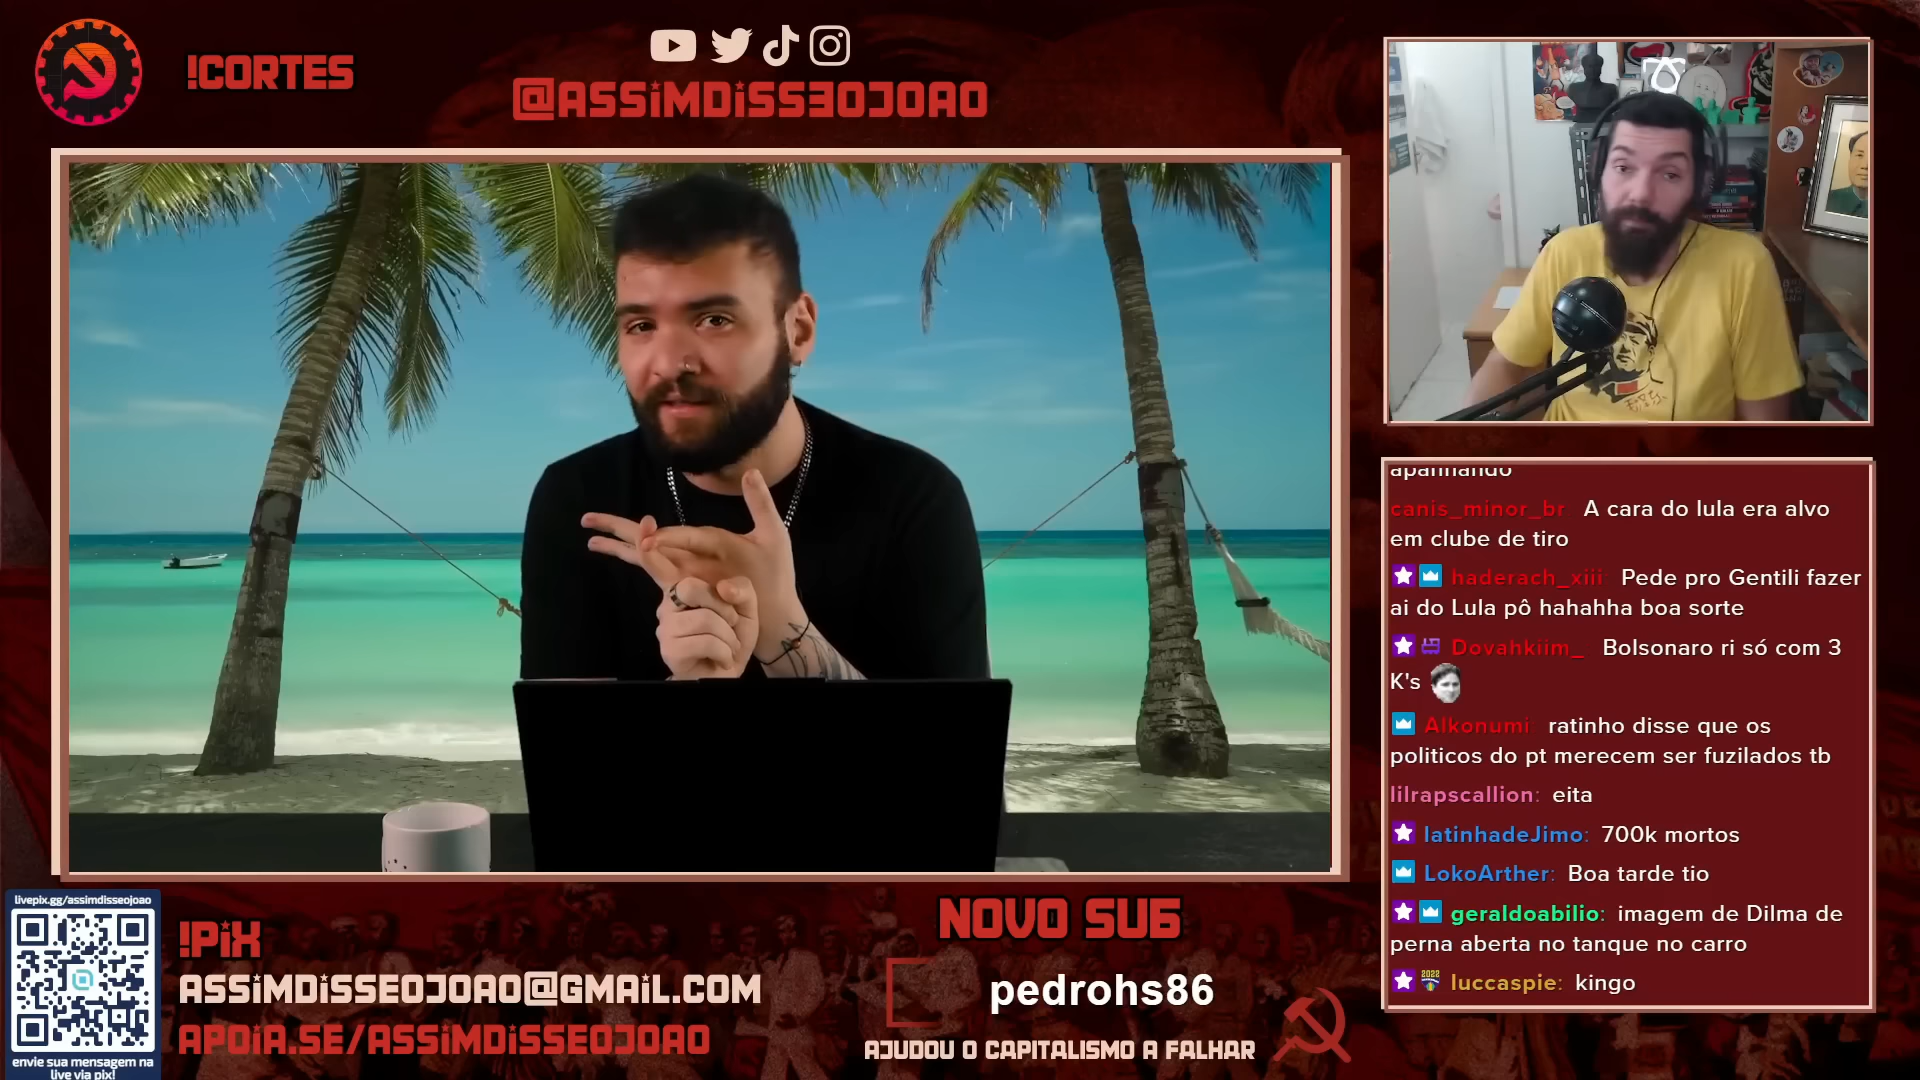 !CORTES
@ASSIMDISSEOJOAO
apanhando
canis_minor_br: A cara do lula era alvo
em clube de tiro
haderach_xiii: Pede pro Gentili fazer
ai do Lula pô hahahha boa sorte
Dovahkiim_: Bolsonaro ri só com 3
K's
Alkonumi: ratinho disse que os
politicos do pt merecem ser fuzilados tb
lilrapscallion: eita
latinhadeJimo: 700k mortos
LokoArther: Boa tarde tio
geraldoabilio: imagem de Dilma de
perna aberta no tanque no carro
luccaspie: kingo
livepix.gg/assimdisseojoao
envie sua mensagem na
live via pix!
!PIX
ASSIMDISSEOJOAO@GMAIL.COM
APOIA.SE/ASSIMDISSEOJOAO
NOVO SUB
pedrohs86
AJUDOU O CAPITALISMO A FALHAR